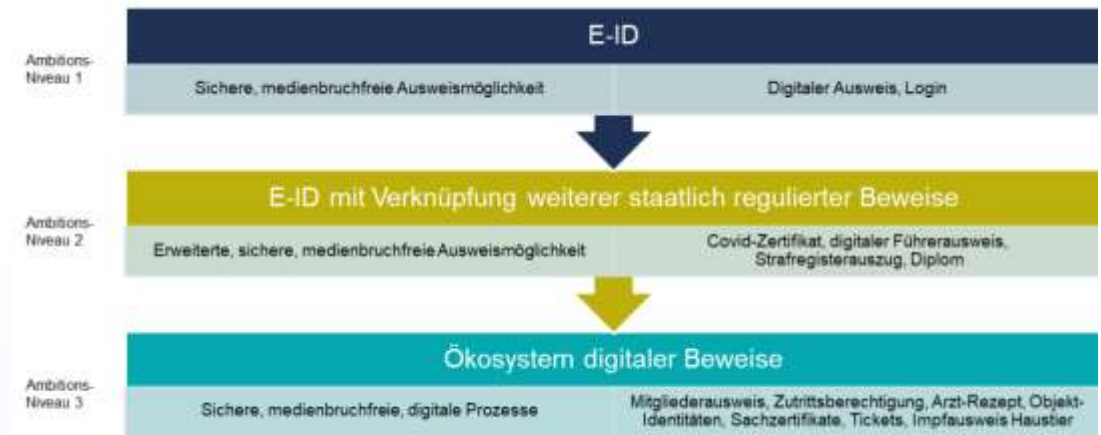 E-ID
Ambitions-
Niveau 1
Sichere, medienbruchfreie Ausweismöglichkeit
Digitaler Ausweis, Login
E-ID mit Verknüpfung weiterer staatlich regulierter Beweise
Ambitions-
Niveau 2
Erweiterte, sichere, medienbruchfreie Ausweismöglichkeit
Covid-Zertifikat, digitaler Führerausweis,
Strafregisterauszug, Diplom
Ökosystem digitaler Beweise
Ambitions-
Niveau 3
Sichere, medienbruchfreie, digitale Prozesse
Mitgliederausweis, Zutrittsberechtigung, Arzt-Rezept, Objekt-
Identitäten, Sachzertifikate, Tickets, Impfausweis Haustier